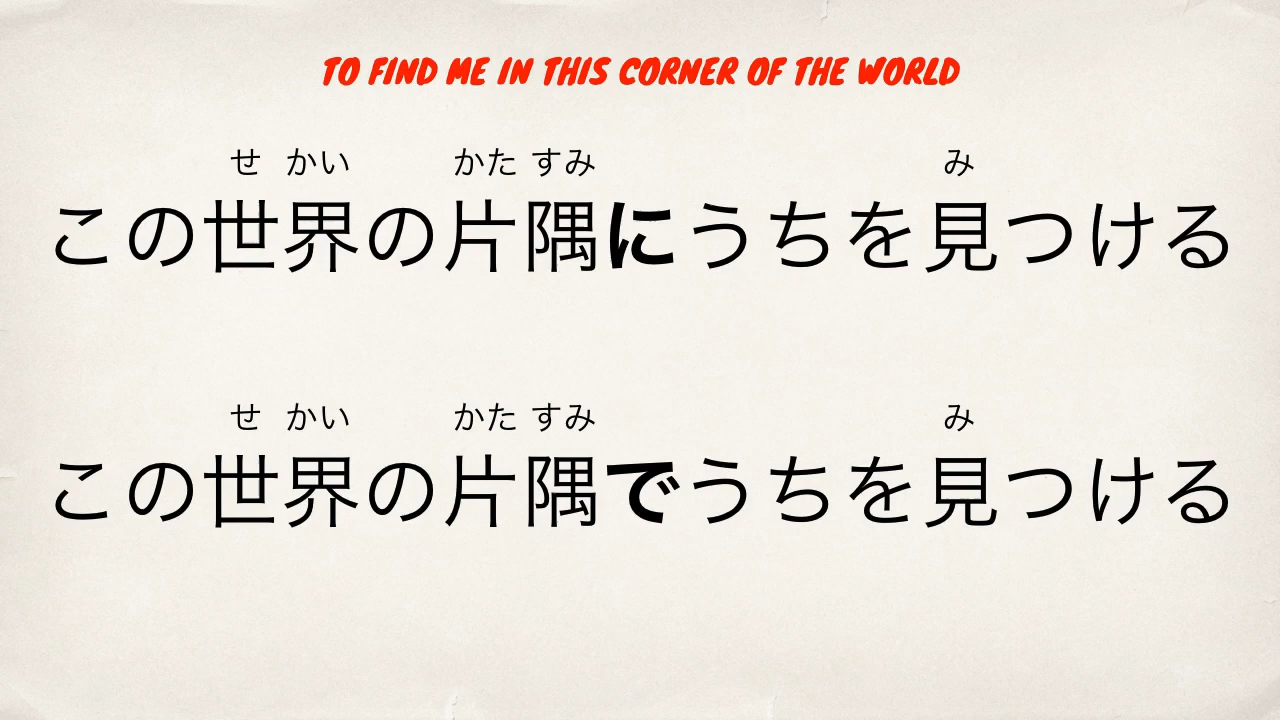 TO FIND ME IN THIS CORNER OF THE WORLD
せ かい かた すみ み
この世界の片隅にうちを見つける
せ かい かた すみ み
この世界の片隅でうちを見つける